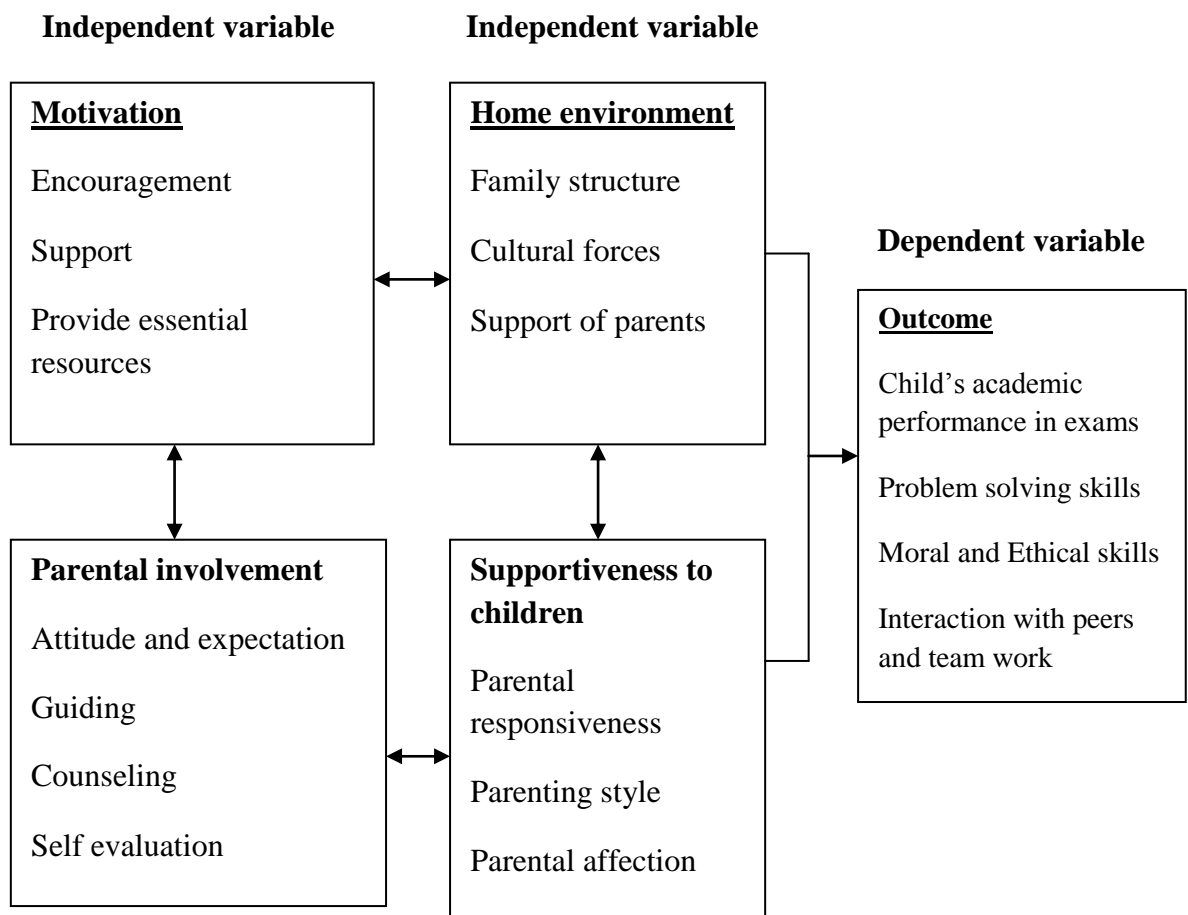 Independent variable
Independent variable
Motivation
Encouragement
Support
Provide essential
resources
Home environment
Family structure
Cultural forces
Support of parents
Dependent variable
Outcome
Child’s academic
performance in exams
Problem solving skills
Moral and Ethical skills
Interaction with peers
and team work
Parental involvement
Attitude and expectation
Guiding
Counseling
Self evaluation
Supportiveness to
children
Parental
responsiveness
Parenting style
Parental affection